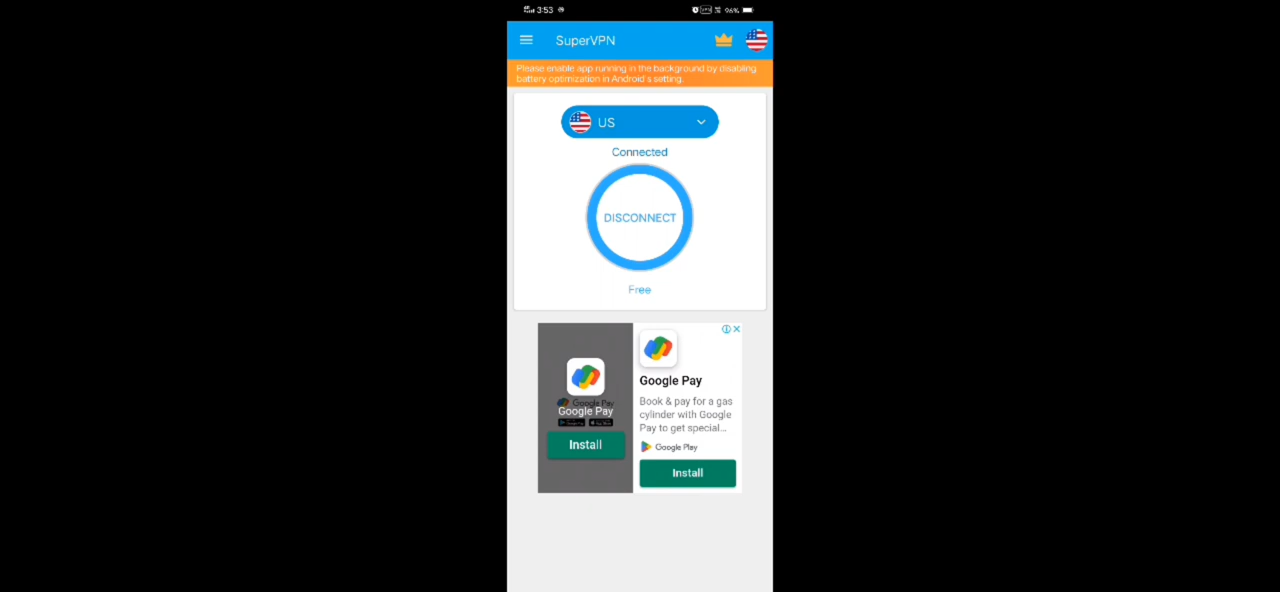 3:53
VPN
96%
SuperVPN
Please enable app running in the background by disabling
battery optimization in Android's setting.
US
Connected
DISCONNECT
Free
Google Pay
Google Pay
Install
Google Pay
Book & pay for a gas
cylinder with Google
Pay to get special...
Google Play
Install